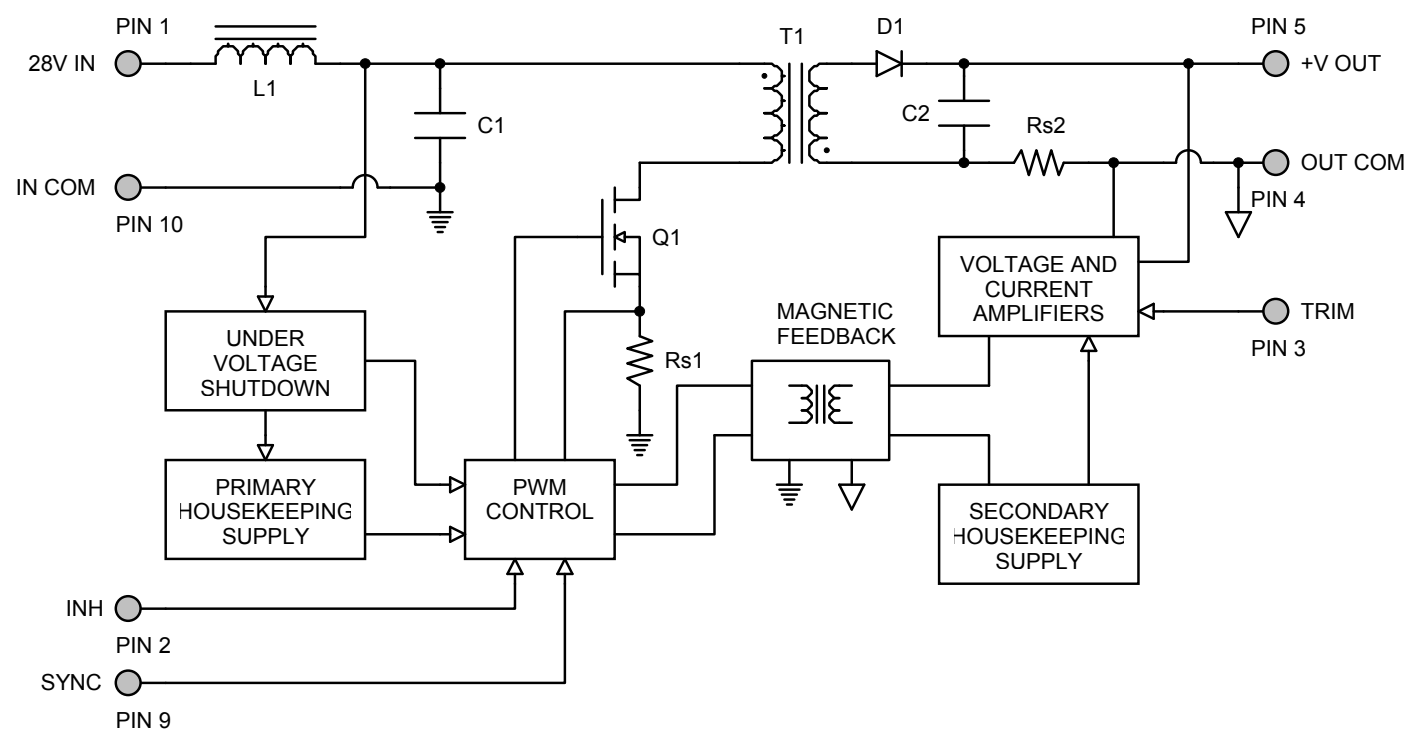 PIN 1
28V IN
L1
C1
T1
D1
PIN 5
+V OUT
C2
Rs2
IN COM
PIN 10
OUT COM
PIN 4
Q1
VOLTAGE AND
CURRENT
AMPLIFIERS
TRIM
PIN 3
UNDER
VOLTAGE
SHUTDOWN
Rs1
MAGNETIC
FEEDBACK
PRIMARY
HOUSEKEEPING
SUPPLY
PWM
CONTROL
SECONDARY
HOUSEKEEPING
SUPPLY
INH
PIN 2
SYNC
PIN 9